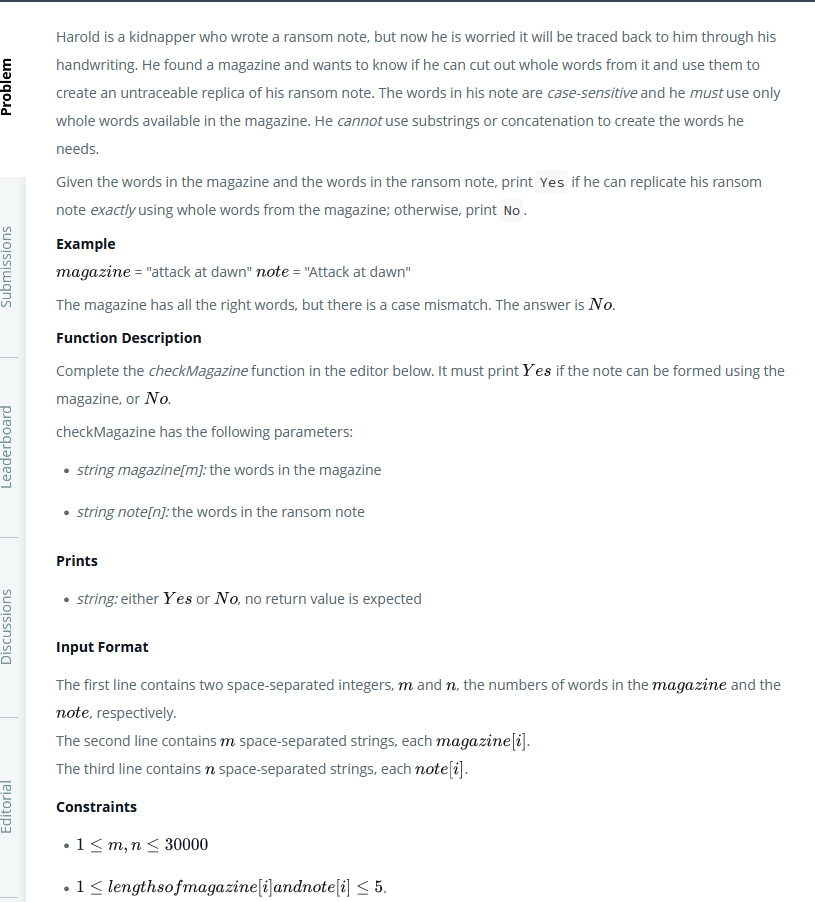 Problem
Submissions
Leaderboard
Discussions
Editorial
Harold is a kidnapper who wrote a ransom note, but now he is worried it will be traced back to him through his
handwriting. He found a magazine and wants to know if he can cut out whole words from it and use them to
create an untraceable replica of his ransom note. The words in his note are case-sensitive and he must use only
whole words available in the magazine. He cannot use substrings or concatenation to create the words he
needs.
Given the words in the magazine and the words in the ransom note, print Yes if he can replicate his ransom
note exactly using whole words from the magazine; otherwise, print No.
Example
magazine = "attack at dawn" note = "Attack at dawn"
The magazine has all the right words, but there is a case mismatch. The answer is No.
Function Description
Complete the checkMagazine function in the editor below. It must print Yes if the note can be formed using the
magazine, or No.
checkMagazine has the following parameters:
• string magazine[m]: the words in the magazine
• string note[n]: the words in the ransom note
Prints
• string: either Yes or No, no return value is expected
Input Format
The first line contains two space-separated integers, m and n, the numbers of words in the magazine and the
note, respectively.
The second line contains m space-separated strings, each magazine[i].
The third line contains n space-separated strings, each note[i].
Constraints
• 1 ≤ m, n ≤ 30000
• 1 ≤ lengthsofmagazine[i]andnote[i] ≤ 5.